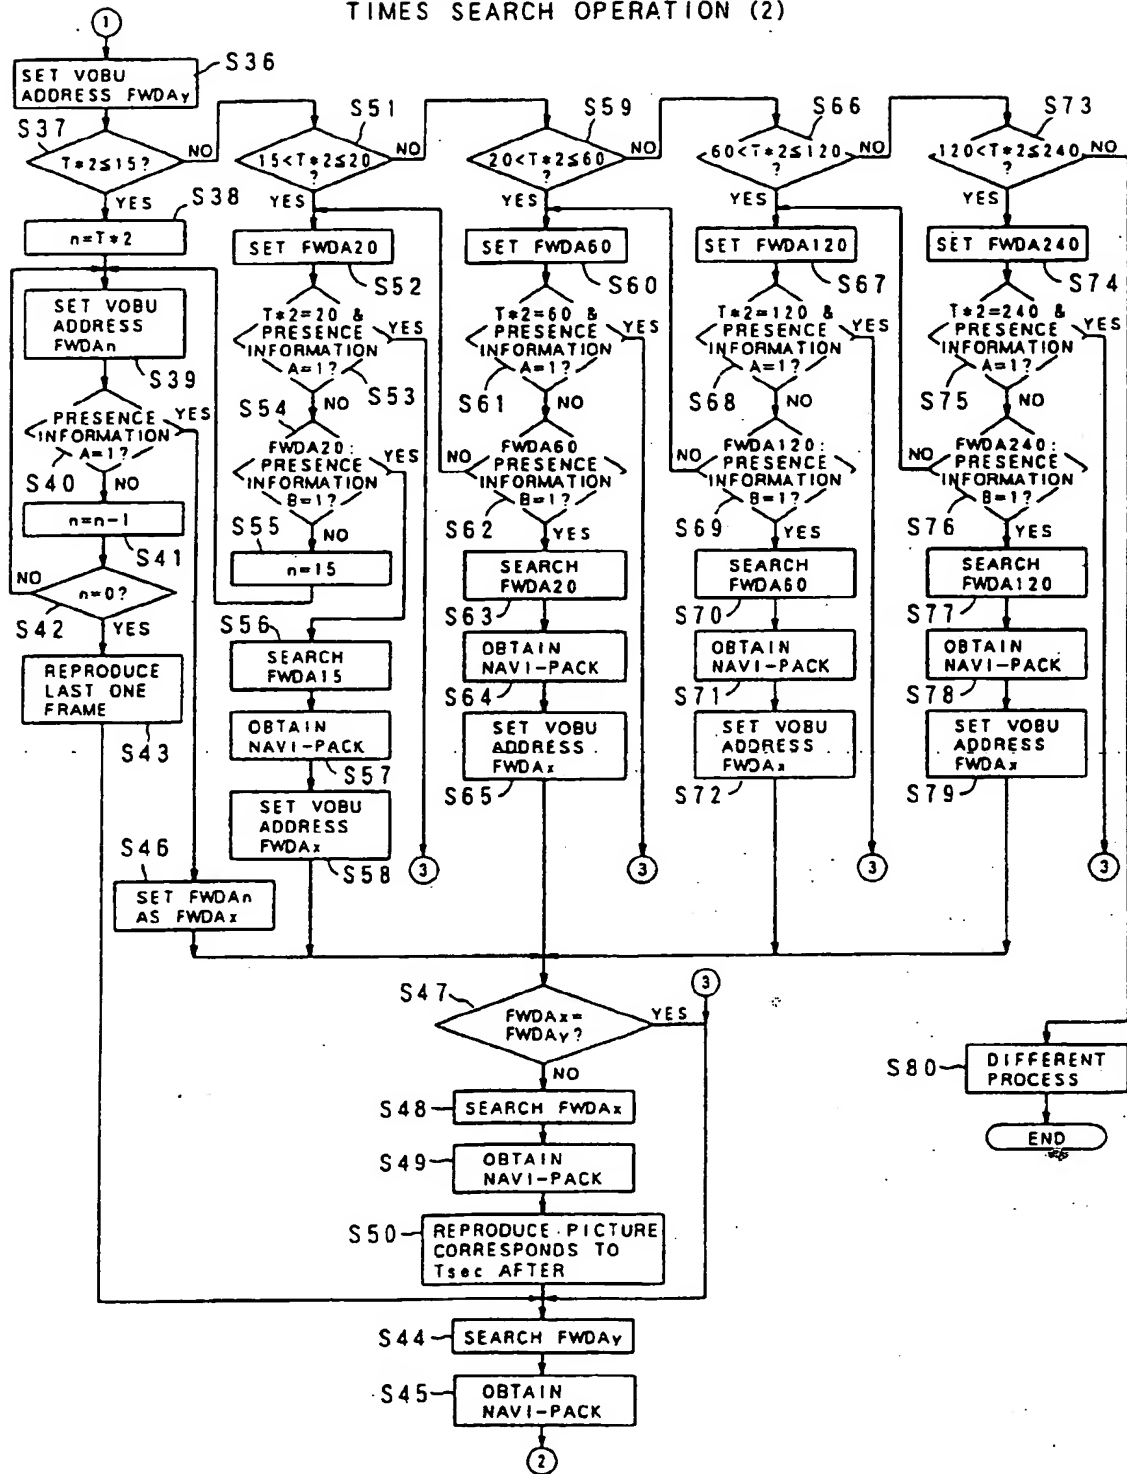 TIMES SEARCH OPERATION (2)
1
S36
SET VOBU
ADDRESS FWDAy
S37
T*2≤15?
NO
YES
S38
n=T*2
SET VOBU
ADDRESS
FWDAn
S39
PRESENCE
INFORMATION
A=1?
YES
S40
NO
n=n-1
S41
NO
n=0?
S42
YES
REPRODUCE
LAST ONE
FRAME
S43
S46
SET FWDAn
AS FWDAx
S51
15<T*2≤20
?
NO
YES
SET FWDA20
S52
T*2=20 &
PRESENCE
INFORMATION
A=1?
YES
S53
NO
S54
FWDA20:
PRESENCE
INFORMATION
B=1?
YES
S55
NO
n=15
S56
SEARCH
FWDA15
OBTAIN
NAVI-PACK
S57
SET VOBU
ADDRESS
FWDAx
S58
3
S59
20<T*2≤60
?
NO
YES
SET FWDA60
S60
T*2=60 &
PRESENCE
INFORMATION
A=1?
YES
S61
NO
FWDA60
PRESENCE
INFORMATION
B=1?
NO
S62
YES
SEARCH
FWDA20
S63
OBTAIN
NAVI-PACK
S64
SET VOBU
ADDRESS
FWDAx
S65
3
S66
60<T*2≤120
?
NO
YES
SET FWDA120
S67
T*2=120 &
PRESENCE
INFORMATION
A=1?
YES
S68
NO
FWDA120:
PRESENCE
INFORMATION
B=1?
NO
S69
YES
SEARCH
FWDA60
S70
OBTAIN
NAVI-PACK
S71
SET VOBU
ADDRESS
FWDAx
S72
3
S73
120<T*2≤240
?
NO
YES
SET FWDA240
S74
T*2=240 &
PRESENCE
INFORMATION
A=1?
YES
S75
NO
FWDA240:
PRESENCE
INFORMATION
B=1?
NO
S76
YES
SEARCH
FWDA120
S77
OBTAIN
NAVI-PACK
S78
SET VOBU
ADDRESS
FWDAx
S79
3
S47
FWDAx=
FWDAy?
YES
3
NO
S48
SEARCH FWDAx
S49
OBTAIN
NAVI-PACK
S50
REPRODUCE PICTURE
CORRESPONDS TO
Tsec AFTER
S44
SEARCH FWDAy
S45
OBTAIN
NAVI-PACK
2
S80
DIFFERENT
PROCESS
END